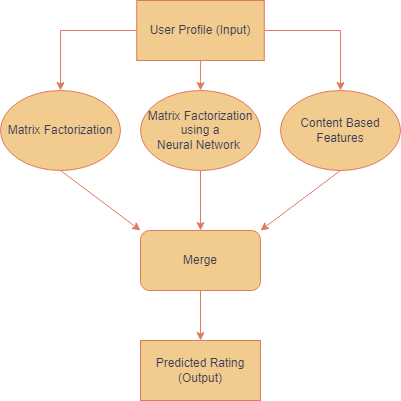 User Profile (Input)
Matrix Factorization
Matrix Factorization
using a
Neural Network
Content Based
Features
Merge
Predicted Rating
(Output)